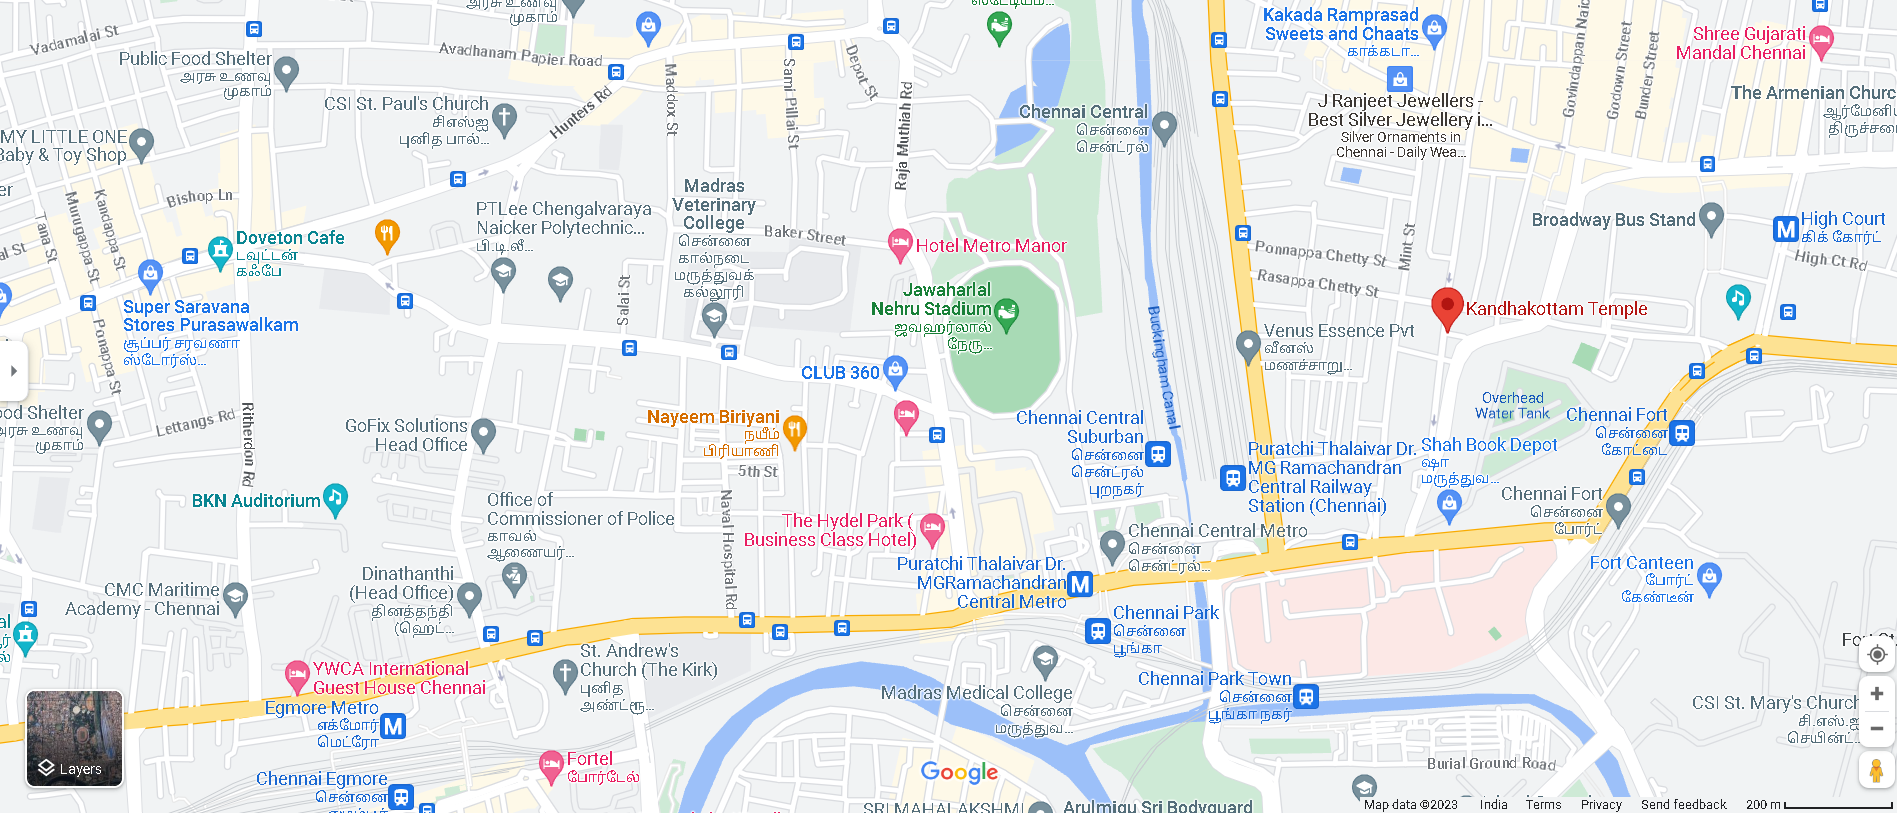 அரசு உணவு
முகாம்
ஸ்டேடியம்...
Vadamalai St
Public Food Shelter
அரசு உணவு
முகாம்
Avadhanam Papier Road
Hunters Rd
CSI St. Paul's Church
சிஎஸ்ஐ
புனித பால்...
MY LITTLE ONE
Baby & Toy Shop
Bishop Ln
Kandappa St
Murugappa St
Tana St
Ponnappa St
Maddox St
Sami Pillai St
Depot St
Raja Muthiah Rd
Chennai Central
சென்னை
சென்ட்ரல்
Kakada Ramprasad
Sweets and Chaats
காக்கடா...
J Ranjeet Jewellers -
Best Silver Jewellery i...
Silver Ornaments in
Chennai - Daily Wea...
Govindappan Naic
Godown Street
Bunder Street
Shree Gujarati
Mandal Chennai
The Armenian Churc
ஆர்மேனி
திருச்சபை
Madras
Veterinary
College
சென்னை
கால்நடை
மருத்துவக்
கல்லூரி
PTLee Chengalvaraya
Naicker Polytechnic...
பி.டி.லீ...
Doveton Cafe
டவுட்டன்
கஃபே
Super Saravana
Stores Purasawalkam
சூப்பர் சரவணா
ஸ்டோர்ஸ்...
Salai St
Baker Street
Hotel Metro Manor
Jawaharlal
Nehru Stadium
ஜவஹர்லால்
நேரு...
CLUB 360
Nayeem Biriyani
நயீம்
பிரியாணி
5th St
Buckingham Canal
Broadway Bus Stand
High Court
கிக் கோர்ட்
High Ct Rd
Ponnappa Chetty St
Rasappa Chetty St
Mint St
Kandhakottam Temple
Venus Essence Pvt
வீனஸ்
மணச்சாறு...
Overhead
Water Tank
Chennai Fort
சென்னை
கோட்டை
Shah Book Depot
ஷா
மருத்துவ...
Chennai Fort
சென்னை
போர்ட்
Fort Canteen
போர்ட்
கேண்டீன்
Chennai Central
Suburban
சென்னை
சென்ட்ரல்
புறநகர்
Puratchi Thalaivar Dr.
MG Ramachandran
Central Railway
Station (Chennai)
Chennai Central Metro
சென்னை
சென்ட்ரல்...
Puratchi Thalaivar Dr.
MGRamachandran
Central Metro
Chennai Park
சென்னை
பூங்கா
Chennai Park Town
சென்னை
பூங்கா நகர்
The Hydel Park (
Business Class Hotel)
Food Shelter
அரசு உணவு
முகாம்
Lettangs Rd
Ritherdon Rd
GoFix Solutions
Head Office
BKN Auditorium
Office of
Commissioner of Police
காவல்
ஆணையர்...
Naval Hospital Rd
CMC Maritime
Academy - Chennai
Dinathanthi
(Head Office)
தினத்தந்தி
(ஹெட்...
YWCA International
Guest House Chennai
Egmore Metro
எக்மோர்
மெட்ரோ
St. Andrew's
Church (The Kirk)
புனித
அண்ட்ரூ...
Madras Medical College
சென்னை
மருத்துவ...
Fortel
போர்டேல்
Chennai Egmore
சென்னை
Layers
Google
SRI MAHALAKSHMI
Arulmigu Sri Bodyguard
CSI St. Mary's Church
சி.எஸ்.ஐ
செயின்ட்...
Burial Ground Road
Map data ©2023 India Terms Privacy Send feedback 200 m